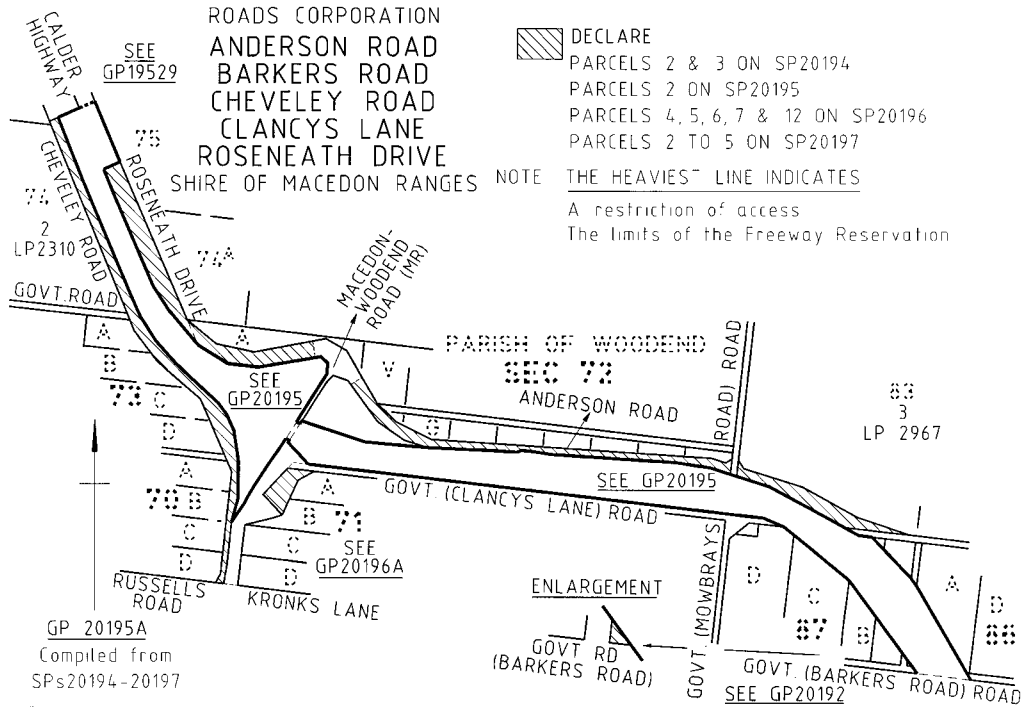 ROADS CORPORATION
ANDERSON ROAD
BARKERS ROAD
CHEVELEY ROAD
CLANCYS LANE
ROSENEATH DRIVE
SHIRE OF MACEDON RANGES
DECLARE
PARCELS 2 & 3 ON SP20194
PARCELS 2 ON SP20195
PARCELS 4, 5, 6, 7 & 12 ON SP20196
PARCELS 2 TO 5 ON SP20197
NOTE THE HEAVIEST LINE INDICATES
A restriction of access
The limits of the Freeway Reservation
CALDER
HIGHWAY
SEE
GP19529
75
CHEVELEY ROAD
ROSENEATH DRIVE
74
2
LP2310
74A
GOVT. ROAD
MACEDON-
WOODEND
ROAD (MR)
A
B
73
C
D
A
V
PARISH OF WOODEND
SEC 72
ANDERSON ROAD
ROAD) ROAD
83
3
LP 2967
SEE
GP20195
G
SEE GP20195
GOVT. (CLANCYS LANE) ROAD
A
70 B
C
D
A
B 71
C
D
SEE
GP20196A
RUSSELLS
ROAD
KRONKS LANE
GP 20195A
Compiled from
SPs20194-20197
ENLARGEMENT
GOVT RD
(BARKERS ROAD)
GOVT. (MOWBRAYS
D
C
87
B
A
D
88
GOVT. (BARKERS ROAD) ROAD
SEE GP20192